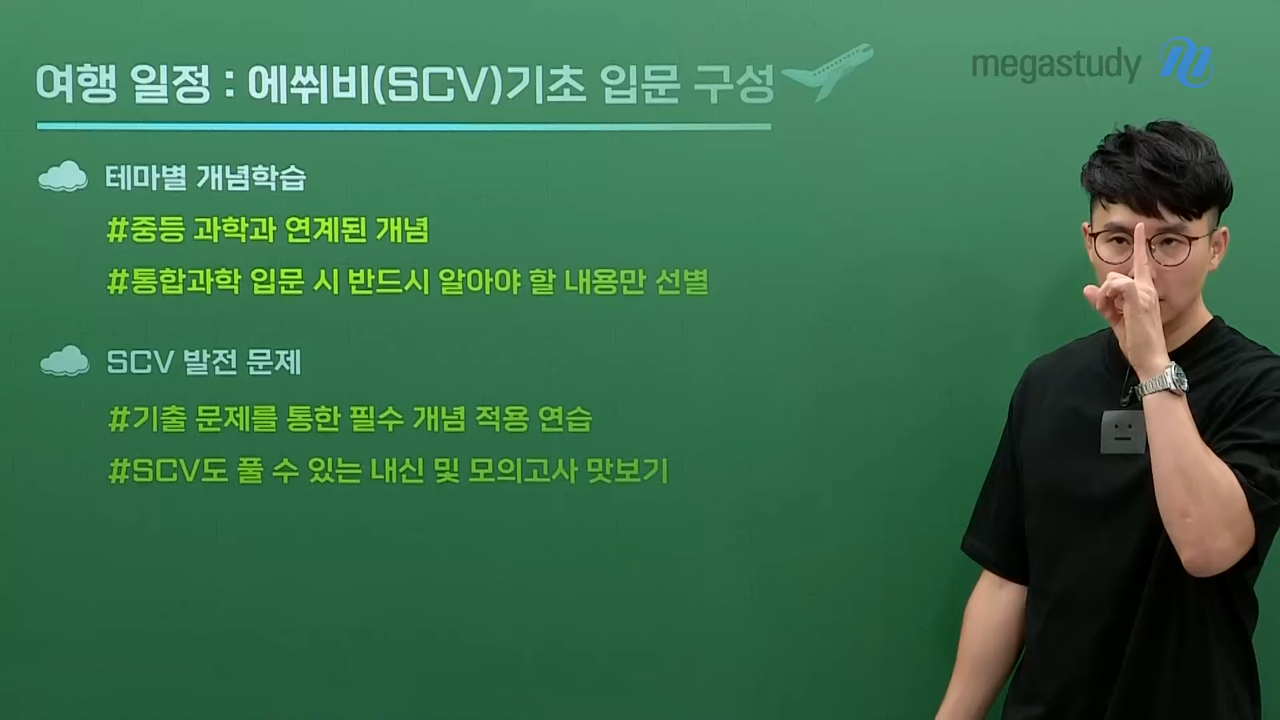 여행 일정 : 에쒸비(SCV)기초 입문 구성
megastudy
테마별 개념학습
#중등 과학과 연계된 개념
#통합과학 입문 시 반드시 알아야 할 내용만 선별
SCV 발전 문제
#기출 문제를 통한 필수 개념 적용 연습
#SCV도 풀 수 있는 내신 및 모의고사 맛보기